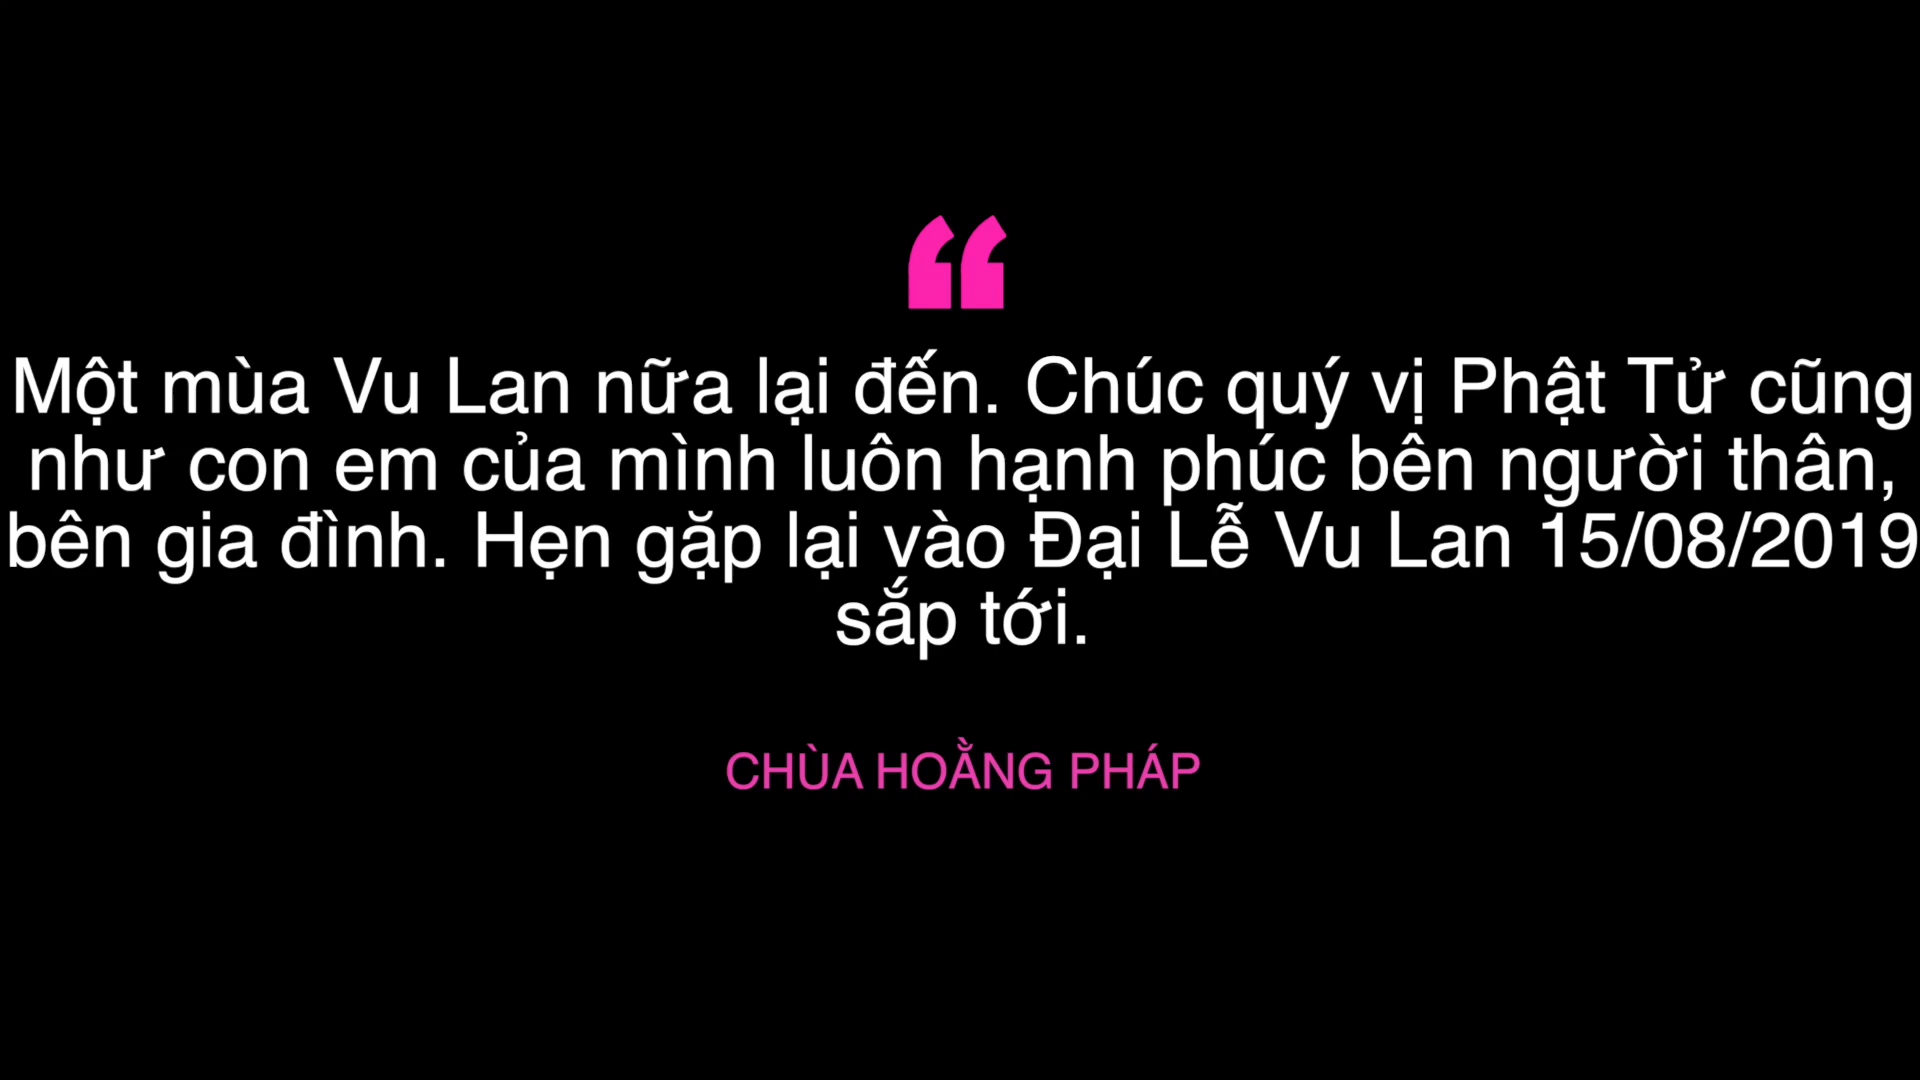 “
Một mùa Vu Lan nữa lại đến. Chúc quý vị Phật Tử cũng
như con em của mình luôn hạnh phúc bên người thân,
bên gia đình. Hẹn gặp lại vào Đại Lễ Vu Lan 15/08/2019
sắp tới.
CHÙA HOẰNG PHÁP